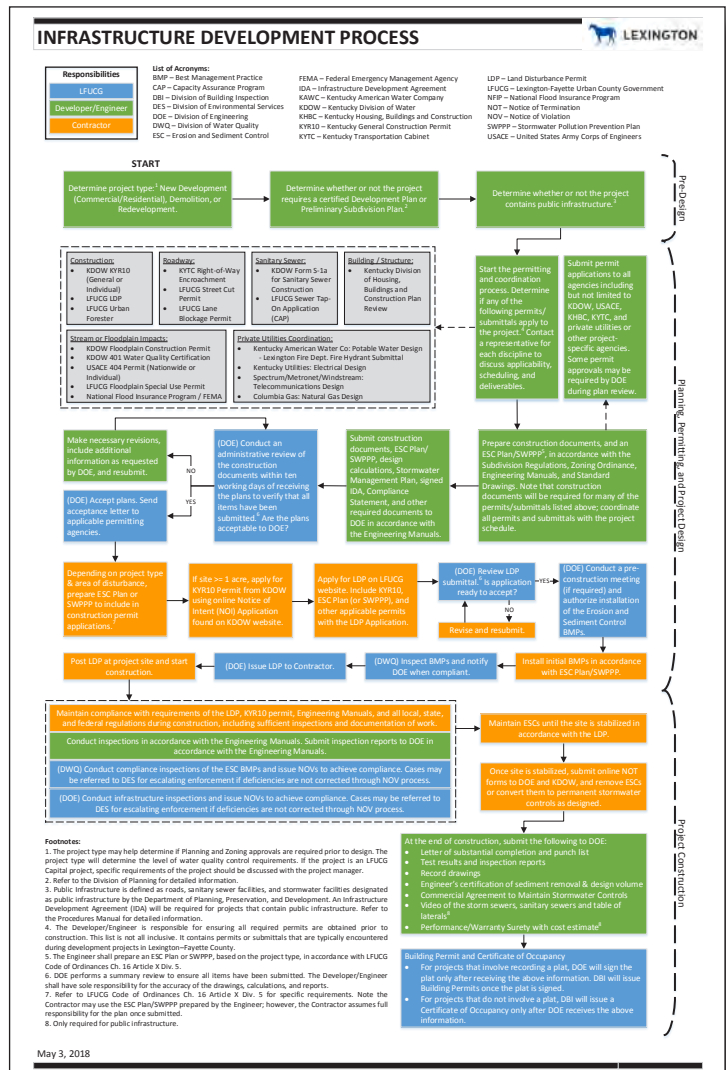 INFRASTRUCTURE DEVELOPMENT PROCESS
LEXINGTON
Responsibilities
LFUCG
Developer/Engineer
Contractor
List of Acronyms:
BMP – Best Management Practice
CAP – Capacity Assurance Program
DBI – Division of Building Inspection
DES – Division of Environmental Services
DOE – Division of Engineering
DWQ – Division of Water Quality
ESC – Erosion and Sediment Control
FEMA – Federal Emergency Management Agency
IDA – Infrastructure Development Agreement
KAWC – Kentucky American Water Company
KDOW – Kentucky Division of Water
KHBC – Kentucky Housing, Buildings and Construction
KYR10 – Kentucky General Construction Permit
KYTC – Kentucky Transportation Cabinet
LDP – Land Disturbance Permit
LFUCG – Lexington-Fayette Urban County Government
NFIP – National Flood Insurance Program
NOT – Notice of Termination
NOV – Notice of Violation
SWPPP – Stormwater Pollution Prevention Plan
USACE – United States Army Corps of Engineers
START
Determine project type:1 New Development
(Commercial/Residential), Demolition, or
Redevelopment.
Determine whether or not the project
requires a certified Development Plan or
Preliminary Subdivision Plan.2
Determine whether or not the project
contains public infrastructure.3
Pre-Design
Construction:
• KDOW KYR10
(General or
Individual)
• LFUCG LDP
• LFUCG Urban
Forester
Roadway:
• KYTC Right-of-Way
Encroachment
• LFUCG Street Cut
Permit
• LFUCG Lane
Blockage Permit
Sanitary Sewer:
• KDOW Form S-1a
for Sanitary Sewer
Construction
• LFUCG Sewer Tap-
On Application
(CAP)
Building / Structure:
• Kentucky Division
of Housing,
Buildings and
Construction Plan
Review
Stream or Floodplain Impacts:
• KDOW Floodplain Construction Permit
• KDOW 401 Water Quality Certification
• USACE 404 Permit (Nationwide or
Individual)
• LFUCG Floodplain Special Use Permit
• National Flood Insurance Program / FEMA
Private Utilities Coordination:
• Kentucky American Water Co: Potable Water Design
- Lexington Fire Dept. Fire Hydrant Submittal
• Kentucky Utilities: Electrical Design
• Spectrum/Metronet/Windstream:
Telecommunications Design
• Columbia Gas: Natural Gas Design
Start the permitting
and coordination
process. Determine
if any of the
following permits/
submittals apply to
the project.4 Contact
a representative for
each discipline to
discuss applicability,
scheduling, and
deliverables.
Submit permit
applications to all
agencies including
but not limited to
KDOW, USACE,
KHBC, KYTC, and
private utilities or
other project-
specific agencies.
Some permit
approvals may be
required by DOE
during plan review.
Planning, Permitting, and Project Design
Make necessary revisions,
include additional
information as requested
by DOE, and resubmit.
NO
YES
(DOE) Accept plans. Send
acceptance letter to
applicable permitting
agencies.
(DOE) Conduct an
administrative review of
the construction
documents within ten
working days of receiving
the plans to verify that all
items have been
submitted.6 Are the plans
acceptable to DOE?
Submit construction
documents, ESC Plan/
SWPPP, design
calculations, Stormwater
Management Plan, signed
IDA, Compliance
Statement, and other
required documents to
DOE in accordance with
the Engineering Manuals.
Prepare construction documents, and an
ESC Plan/SWPPP5, in accordance with the
Subdivision Regulations, Zoning Ordinance,
Engineering Manuals, and Standard
Drawings. Note that construction
documents will be required for many of the
permits/submittals listed above; coordinate
all permits and submittals with the project
schedule.
Depending on project type
& area of disturbance,
prepare ESC Plan or
SWPPP to include in
construction permit
applications.7
If site >= 1 acre, apply for
KYR10 Permit from KDOW
using online Notice of
Intent (NOI) Application
found on KDOW website.
Apply for LDP on LFUCG
website. Include KYR10,
ESC Plan (or SWPPP), and
other applicable permits
with the LDP Application.
(DOE) Review LDP
submittal.6 Is application
ready to accept?
YES
NO
Revise and resubmit.
(DOE) Conduct a pre-
construction meeting
(if required) and
authorize installation
of the Erosion and
Sediment Control
BMPs.
Post LDP at project site and start
construction.
(DOE) Issue LDP to Contractor.
(DWQ) Inspect BMPs and notify
DOE when compliant.
Install initial BMPs in accordance
with ESC Plan/SWPPP.
Maintain compliance with requirements of the LDP, KYR10 permit, Engineering Manuals, and all local, state,
and federal regulations during construction, including sufficient inspections and documentation of work.
Conduct inspections in accordance with the Engineering Manuals. Submit inspection reports to DOE in
accordance with the Engineering Manuals.
(DWQ) Conduct compliance inspections of the ESC BMPs and issue NOVs to achieve compliance. Cases may
be referred to DES for escalating enforcement if deficiencies are not corrected through NOV process.
(DOE) Conduct infrastructure inspections and issue NOVs to achieve compliance. Cases may be referred to
DES for escalating enforcement if deficiencies are not corrected through NOV process.
Maintain ESCs until the site is stabilized in
accordance with the LDP.
Once site is stabilized, submit online NOT
forms to DOE and KDOW, and remove ESCs
or convert them to permanent stormwater
controls as designed.
Project Construction
At the end of construction, submit the following to DOE:
• Letter of substantial completion and punch list
• Test results and inspection reports
• Record drawings
• Engineer's certification of sediment removal & design volume
• Commercial Agreement to Maintain Stormwater Controls
• Video of the storm sewers, sanitary sewers and table of
laterals8
• Performance/Warranty Surety with cost estimate8
Building Permit and Certificate of Occupancy
• For projects that involve recording a plat, DOE will sign the
plat only after receiving the above information. DBI will issue
Building Permits once the plat is signed.
• For projects that do not involve a plat, DBI will issue a
Certificate of Occupancy only after DOE receives the above
information.
Footnotes:
1. The project type may help determine if Planning and Zoning approvals are required prior to design. The
project type will determine the level of water quality control requirements. If the project is an LFUCG
Capital project, specific requirements of the project should be discussed with the project manager.
2. Refer to the Division of Planning for detailed information.
3. Public Infrastructure is defined as roads, sanitary sewer facilities, and stormwater facilities designated
as public infrastructure by the Department of Planning, Preservation, and Development. An Infrastructure
Development Agreement (IDA) will be required for projects that contain public infrastructure. Refer to
the Procedures Manual for detailed information.
4. The Developer/Engineer is responsible for ensuring all required permits are obtained prior to
construction. This list is not all inclusive. It contains permits or submittals that are typically encountered
during development projects in Lexington–Fayette County.
5. The Engineer shall prepare an ESC Plan or SWPPP, based on the project type, in accordance with LFUCG
Code of Ordinances Ch. 16 Article X Div. 5.
6. DOE performs a summary review to ensure all items have been submitted. The Developer/Engineer
shall have sole responsibility for the accuracy of the drawings, calculations, and reports.
7. Refer to LFUCG Code of Ordinances Ch. 16 Article X Div. 5 for specific requirements. Note the
Contractor may use the ESC Plan/SWPPP prepared by the Engineer; however, the Contractor assumes full
responsibility for the plan once submitted.
8. Only required for public infrastructure.
May 3, 2018